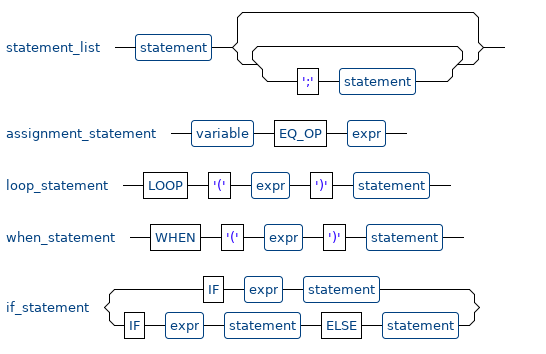 statement_list statement
';' statement
assignment_statement variable EQ_OP expr
loop_statement LOOP '(' expr ')' statement
when_statement WHEN '(' expr ')' statement
IF expr statement
if_statement
IF expr statement ELSE statement